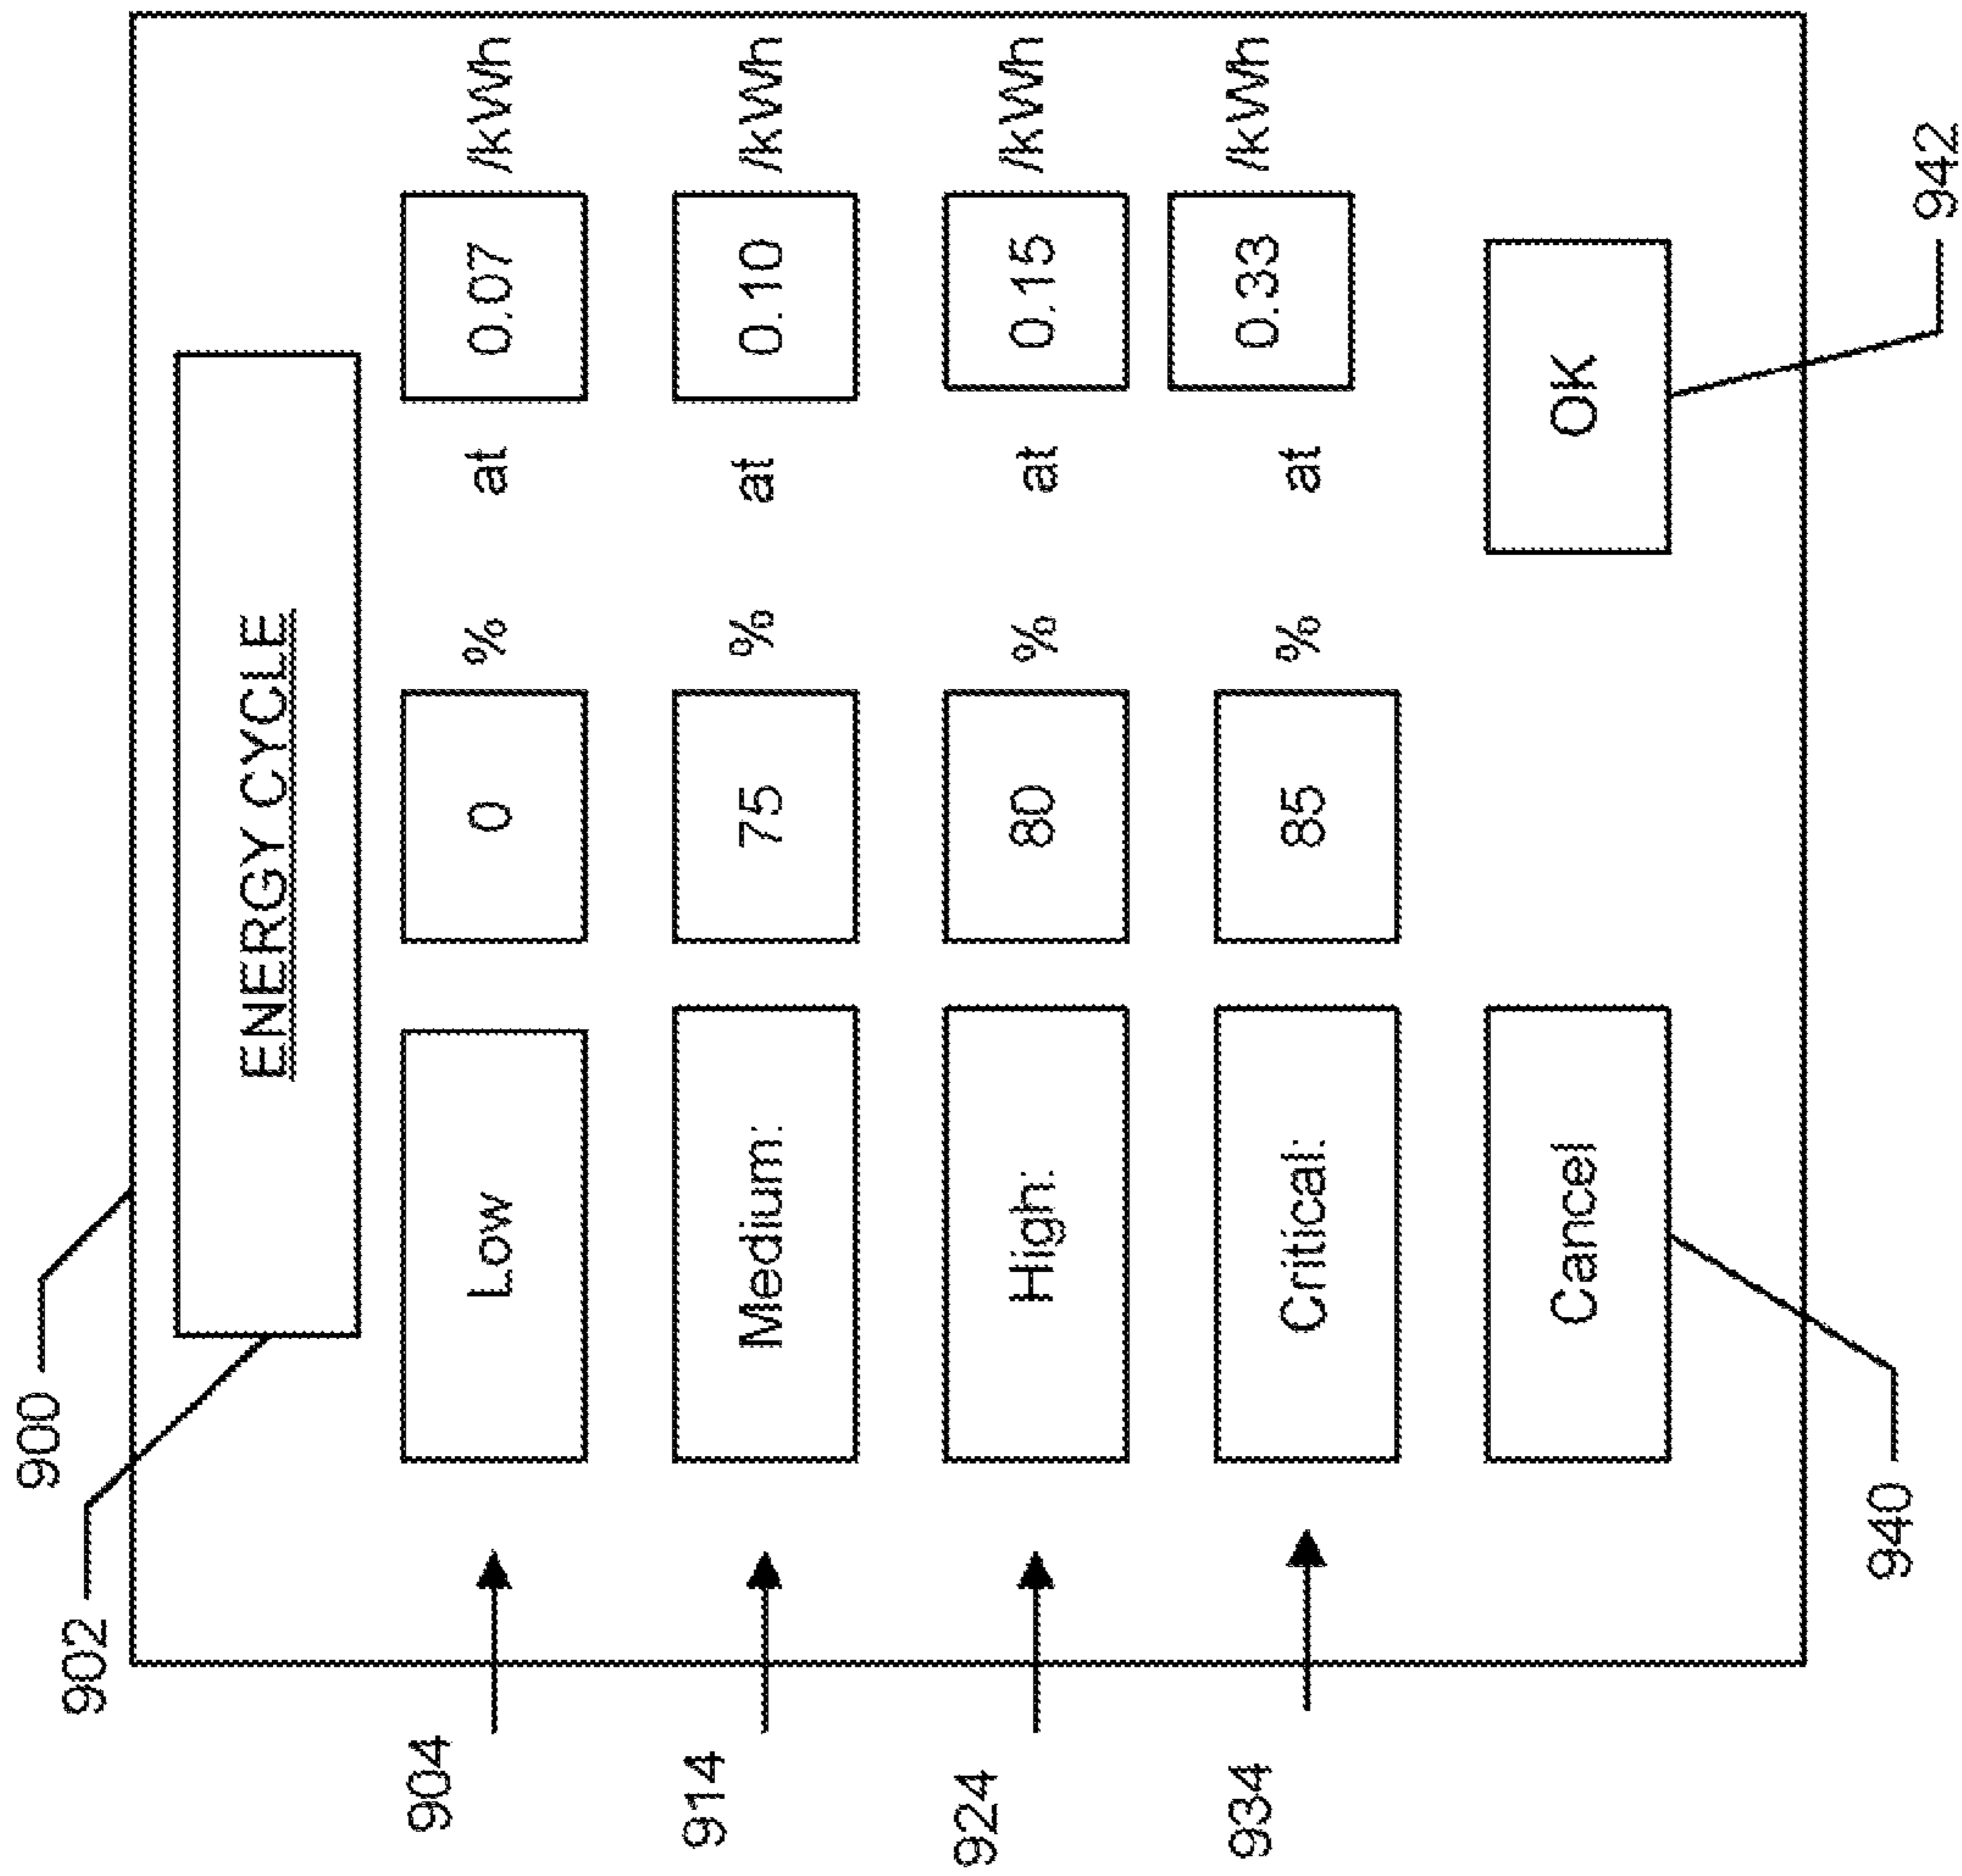 900
902
ENERGY CYCLE
904 Low 0 % at 0.07 /kWh
914 Medium: 75 % at 0.10 /kWh
924 High: 80 % at 0.15 /kWh
934 Critical: 85 % at 0.33 /kWh
Cancel OK
940 942